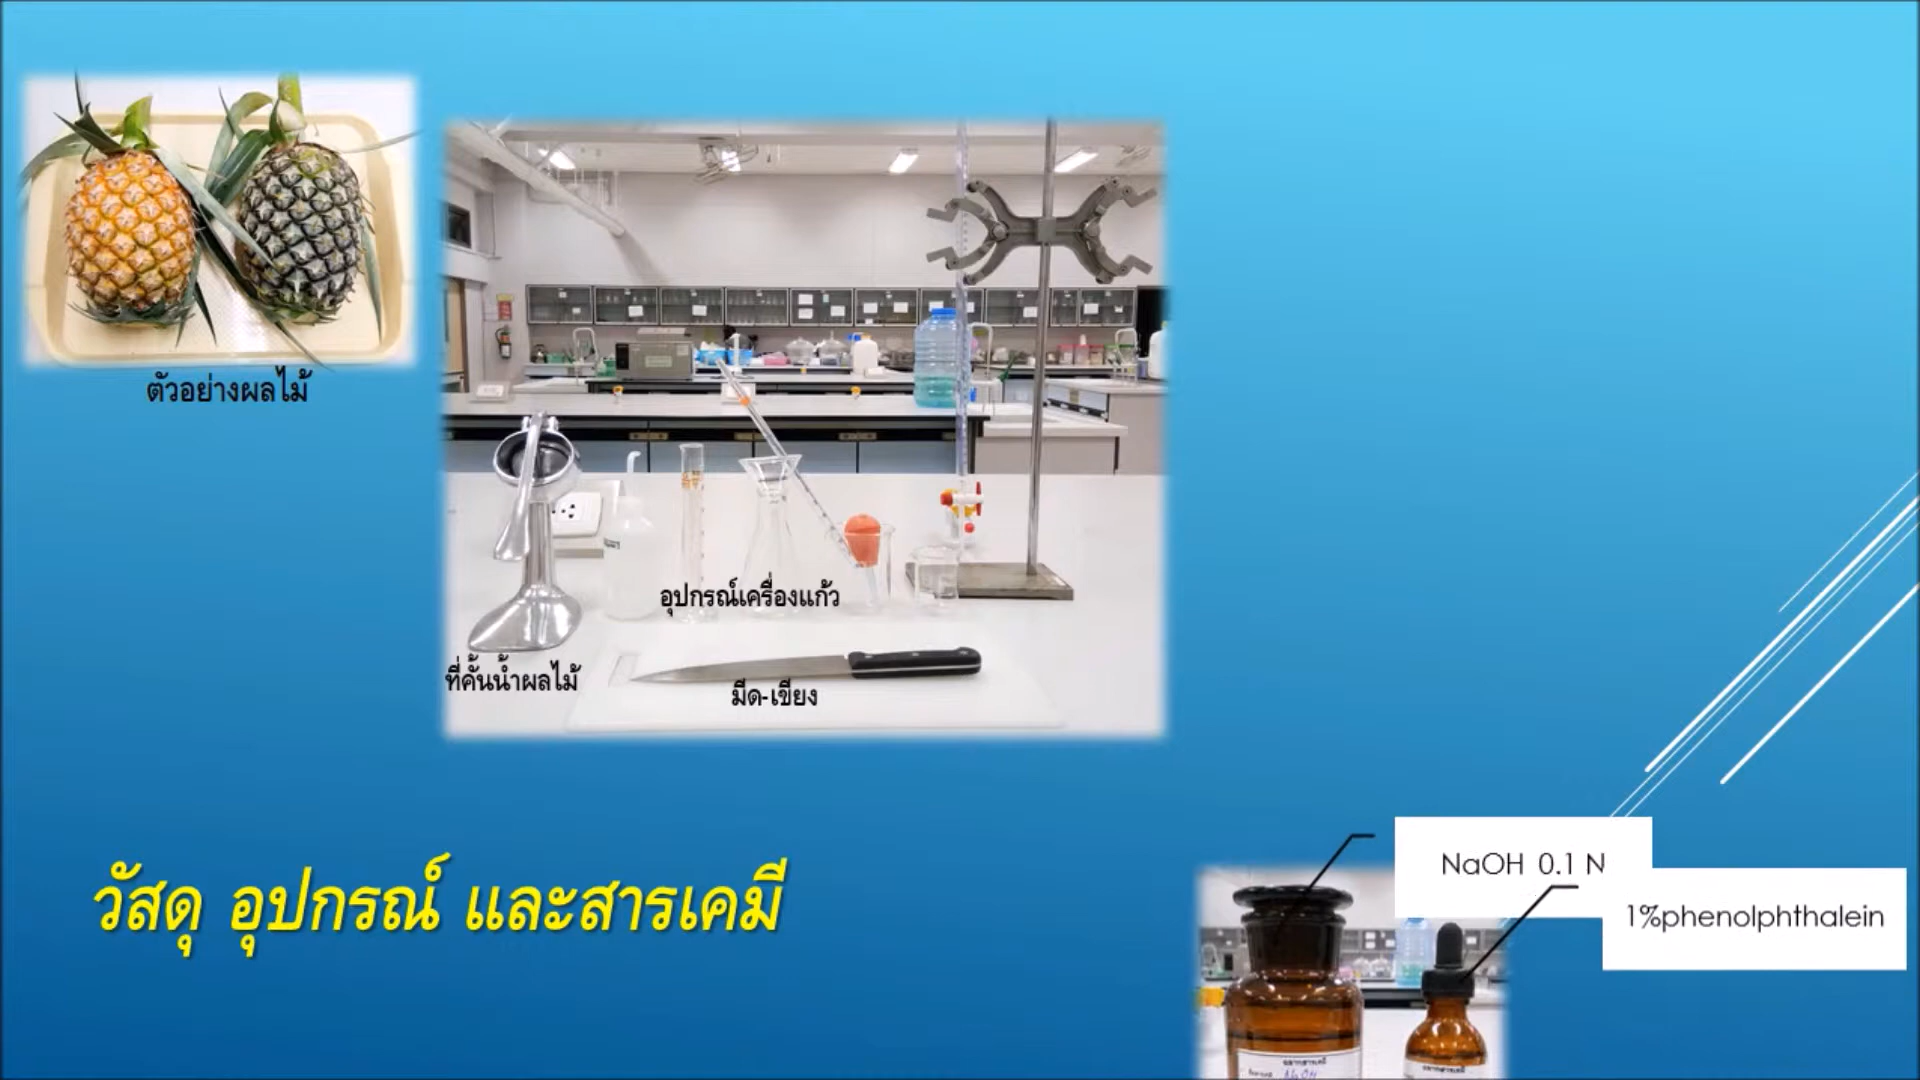 ตัวอย่างผลไม้
อุปกรณ์เครื่องแก้ว
ที่คั้นน้ำผลไม้
มีด-เขียง
วัสดุ อุปกรณ์ และสารเคมี
NaOH 0.1 N
1%phenolphthalein
NaOH